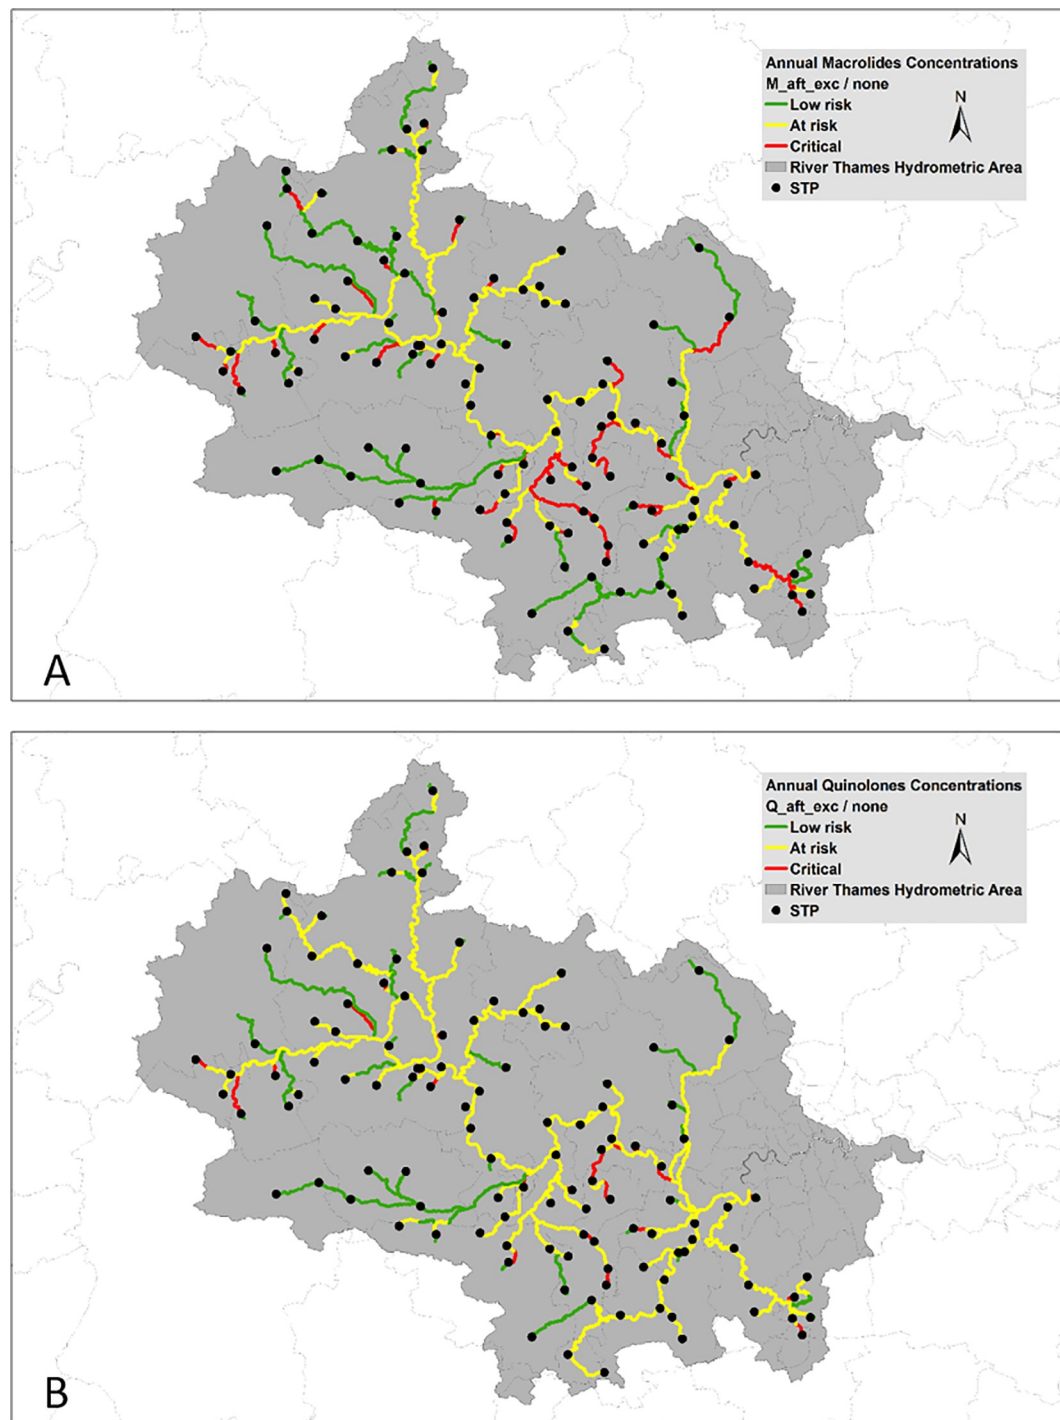 Annual Macrolides Concentrations
M_aft_exc / none
Low risk
At risk
Critical
River Thames Hydrometric Area
STP
N
A
Annual Quinolones Concentrations
Q_aft_exc / none
Low risk
At risk
Critical
River Thames Hydrometric Area
STP
N
B